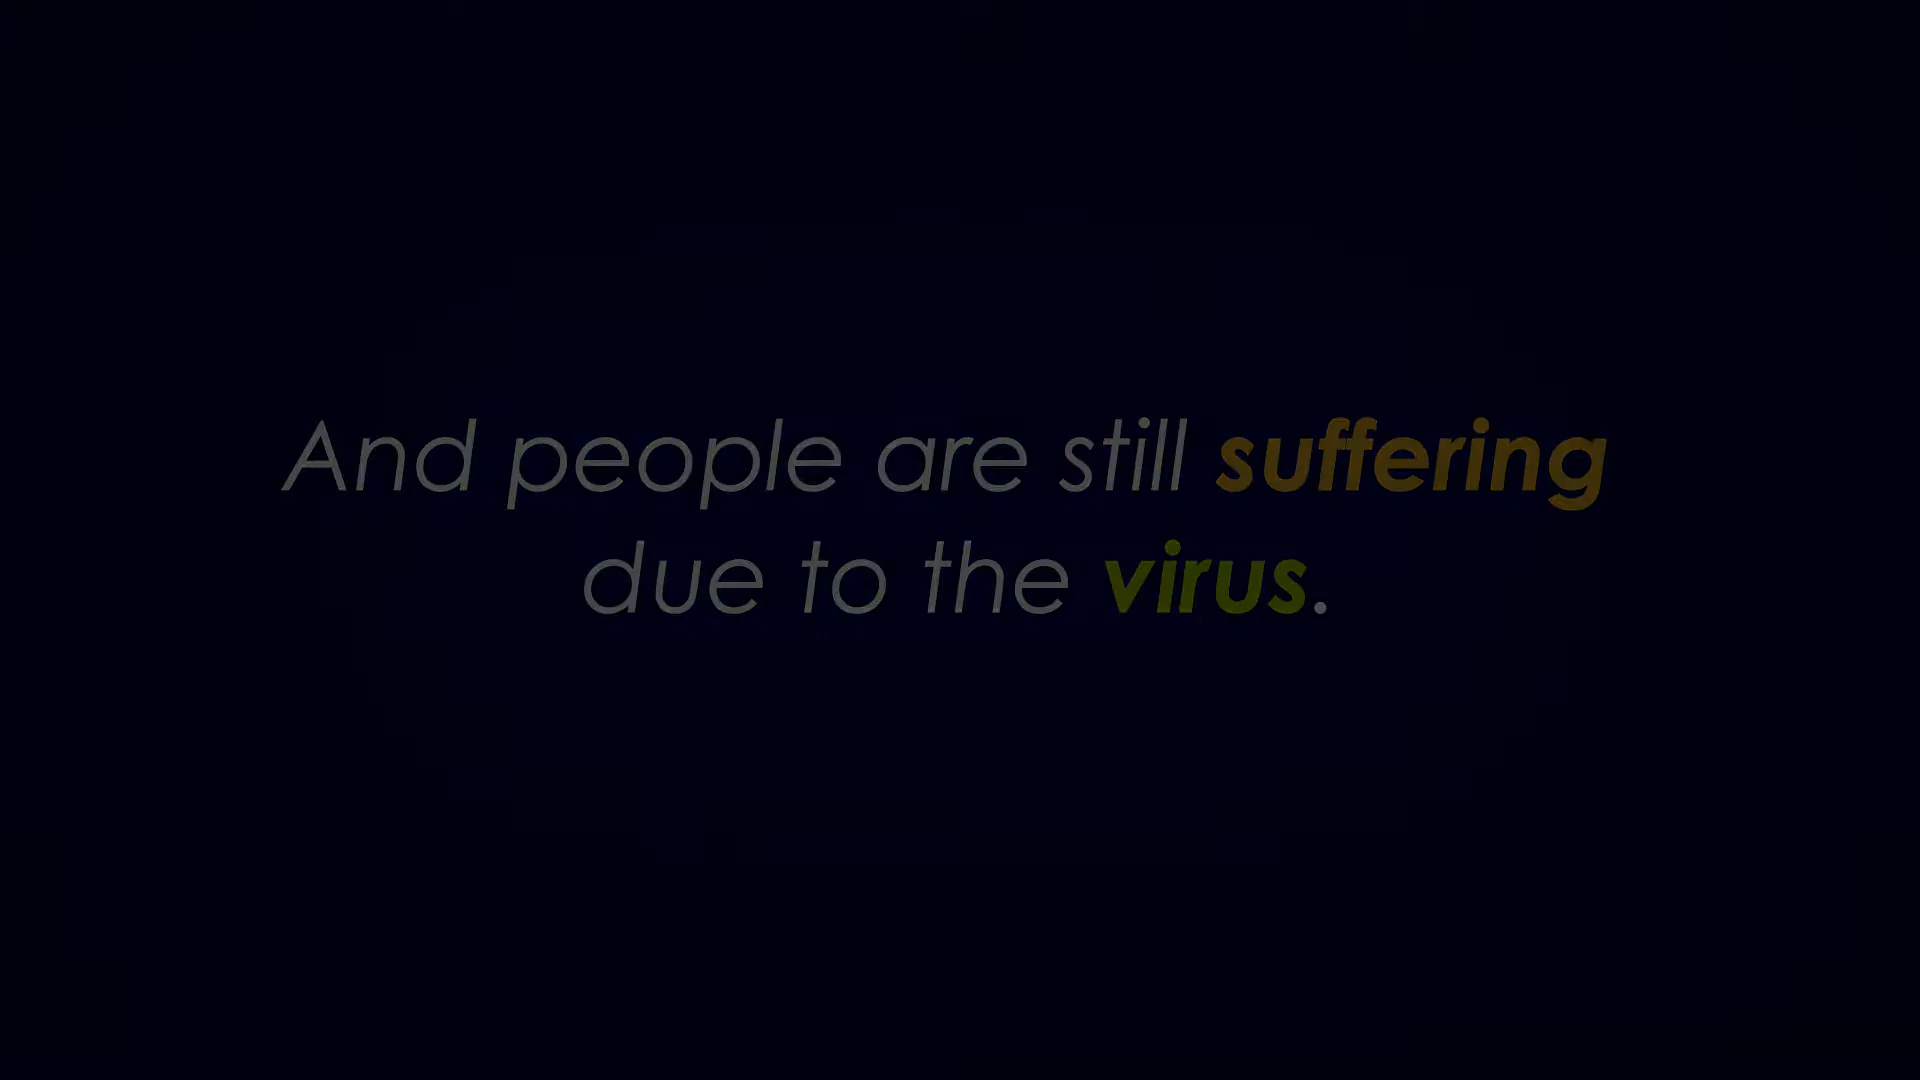 And people are still suffering
due to the virus.